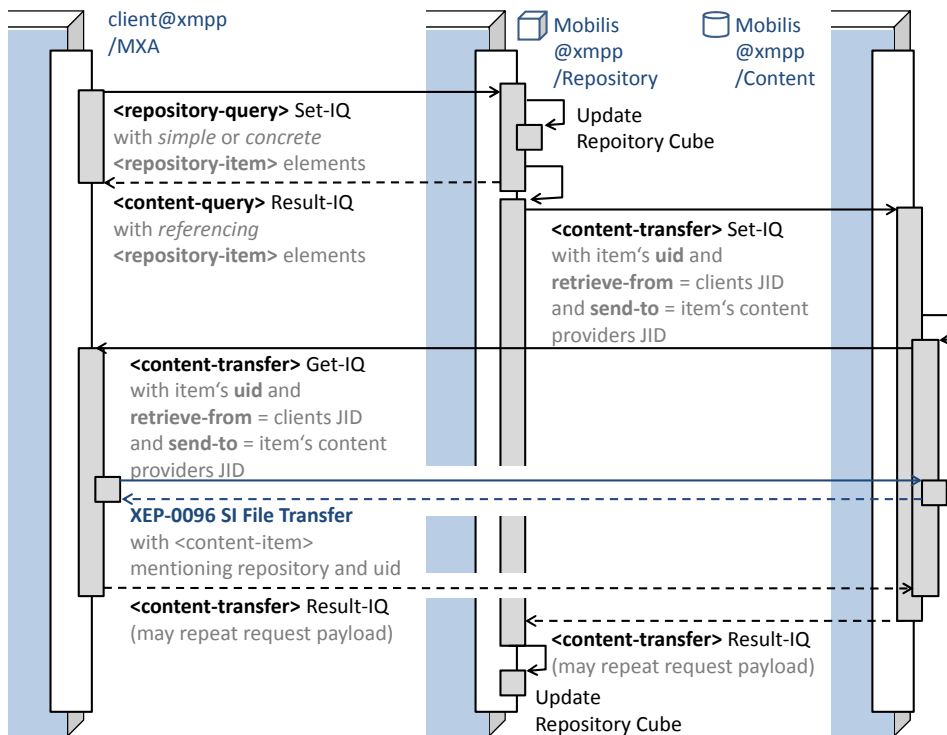 client@xmpp
/MXA
Mobilis
@xmpp
/Repository
Mobilis
@xmpp
/Content
<repository-query> Set-IQ
with simple or concrete
<repository-item> elements
Update
Repoitory Cube
<content-query> Result-IQ
with referencing
<repository-item> elements
<content-transfer> Set-IQ
with item‘s uid and
retrieve-from = clients JID
and send-to = item‘s content
providers JID
<content-transfer> Get-IQ
with item‘s uid and
retrieve-from = clients JID
and send-to = item‘s content
providers JID
XEP-0096 SI File Transfer
with <content-item>
mentioning repository and uid
<content-transfer> Result-IQ
(may repeat request payload)
<content-transfer> Result-IQ
(may repeat request payload)
Update
Repository Cube